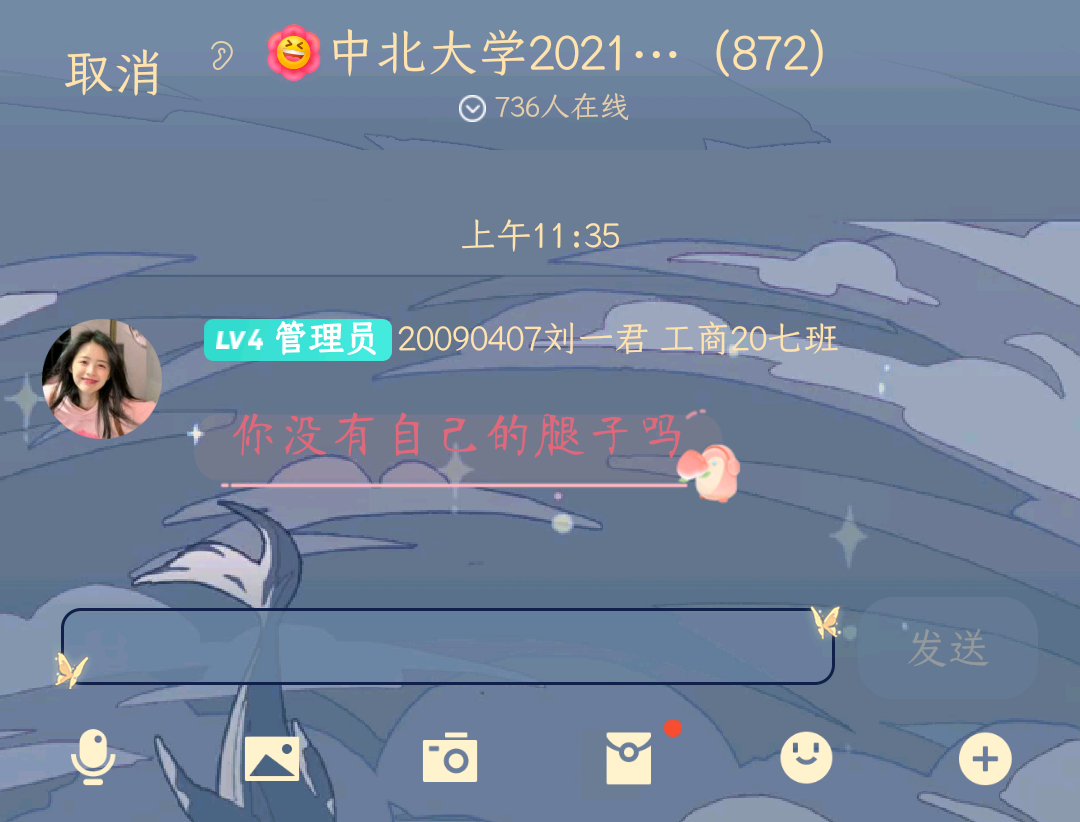 取消
中北大学2021… (872)
736人在线
上午11:35
LV4 管理员 20090407刘一君 工商20七班
你没有自己的腿子吗
发送